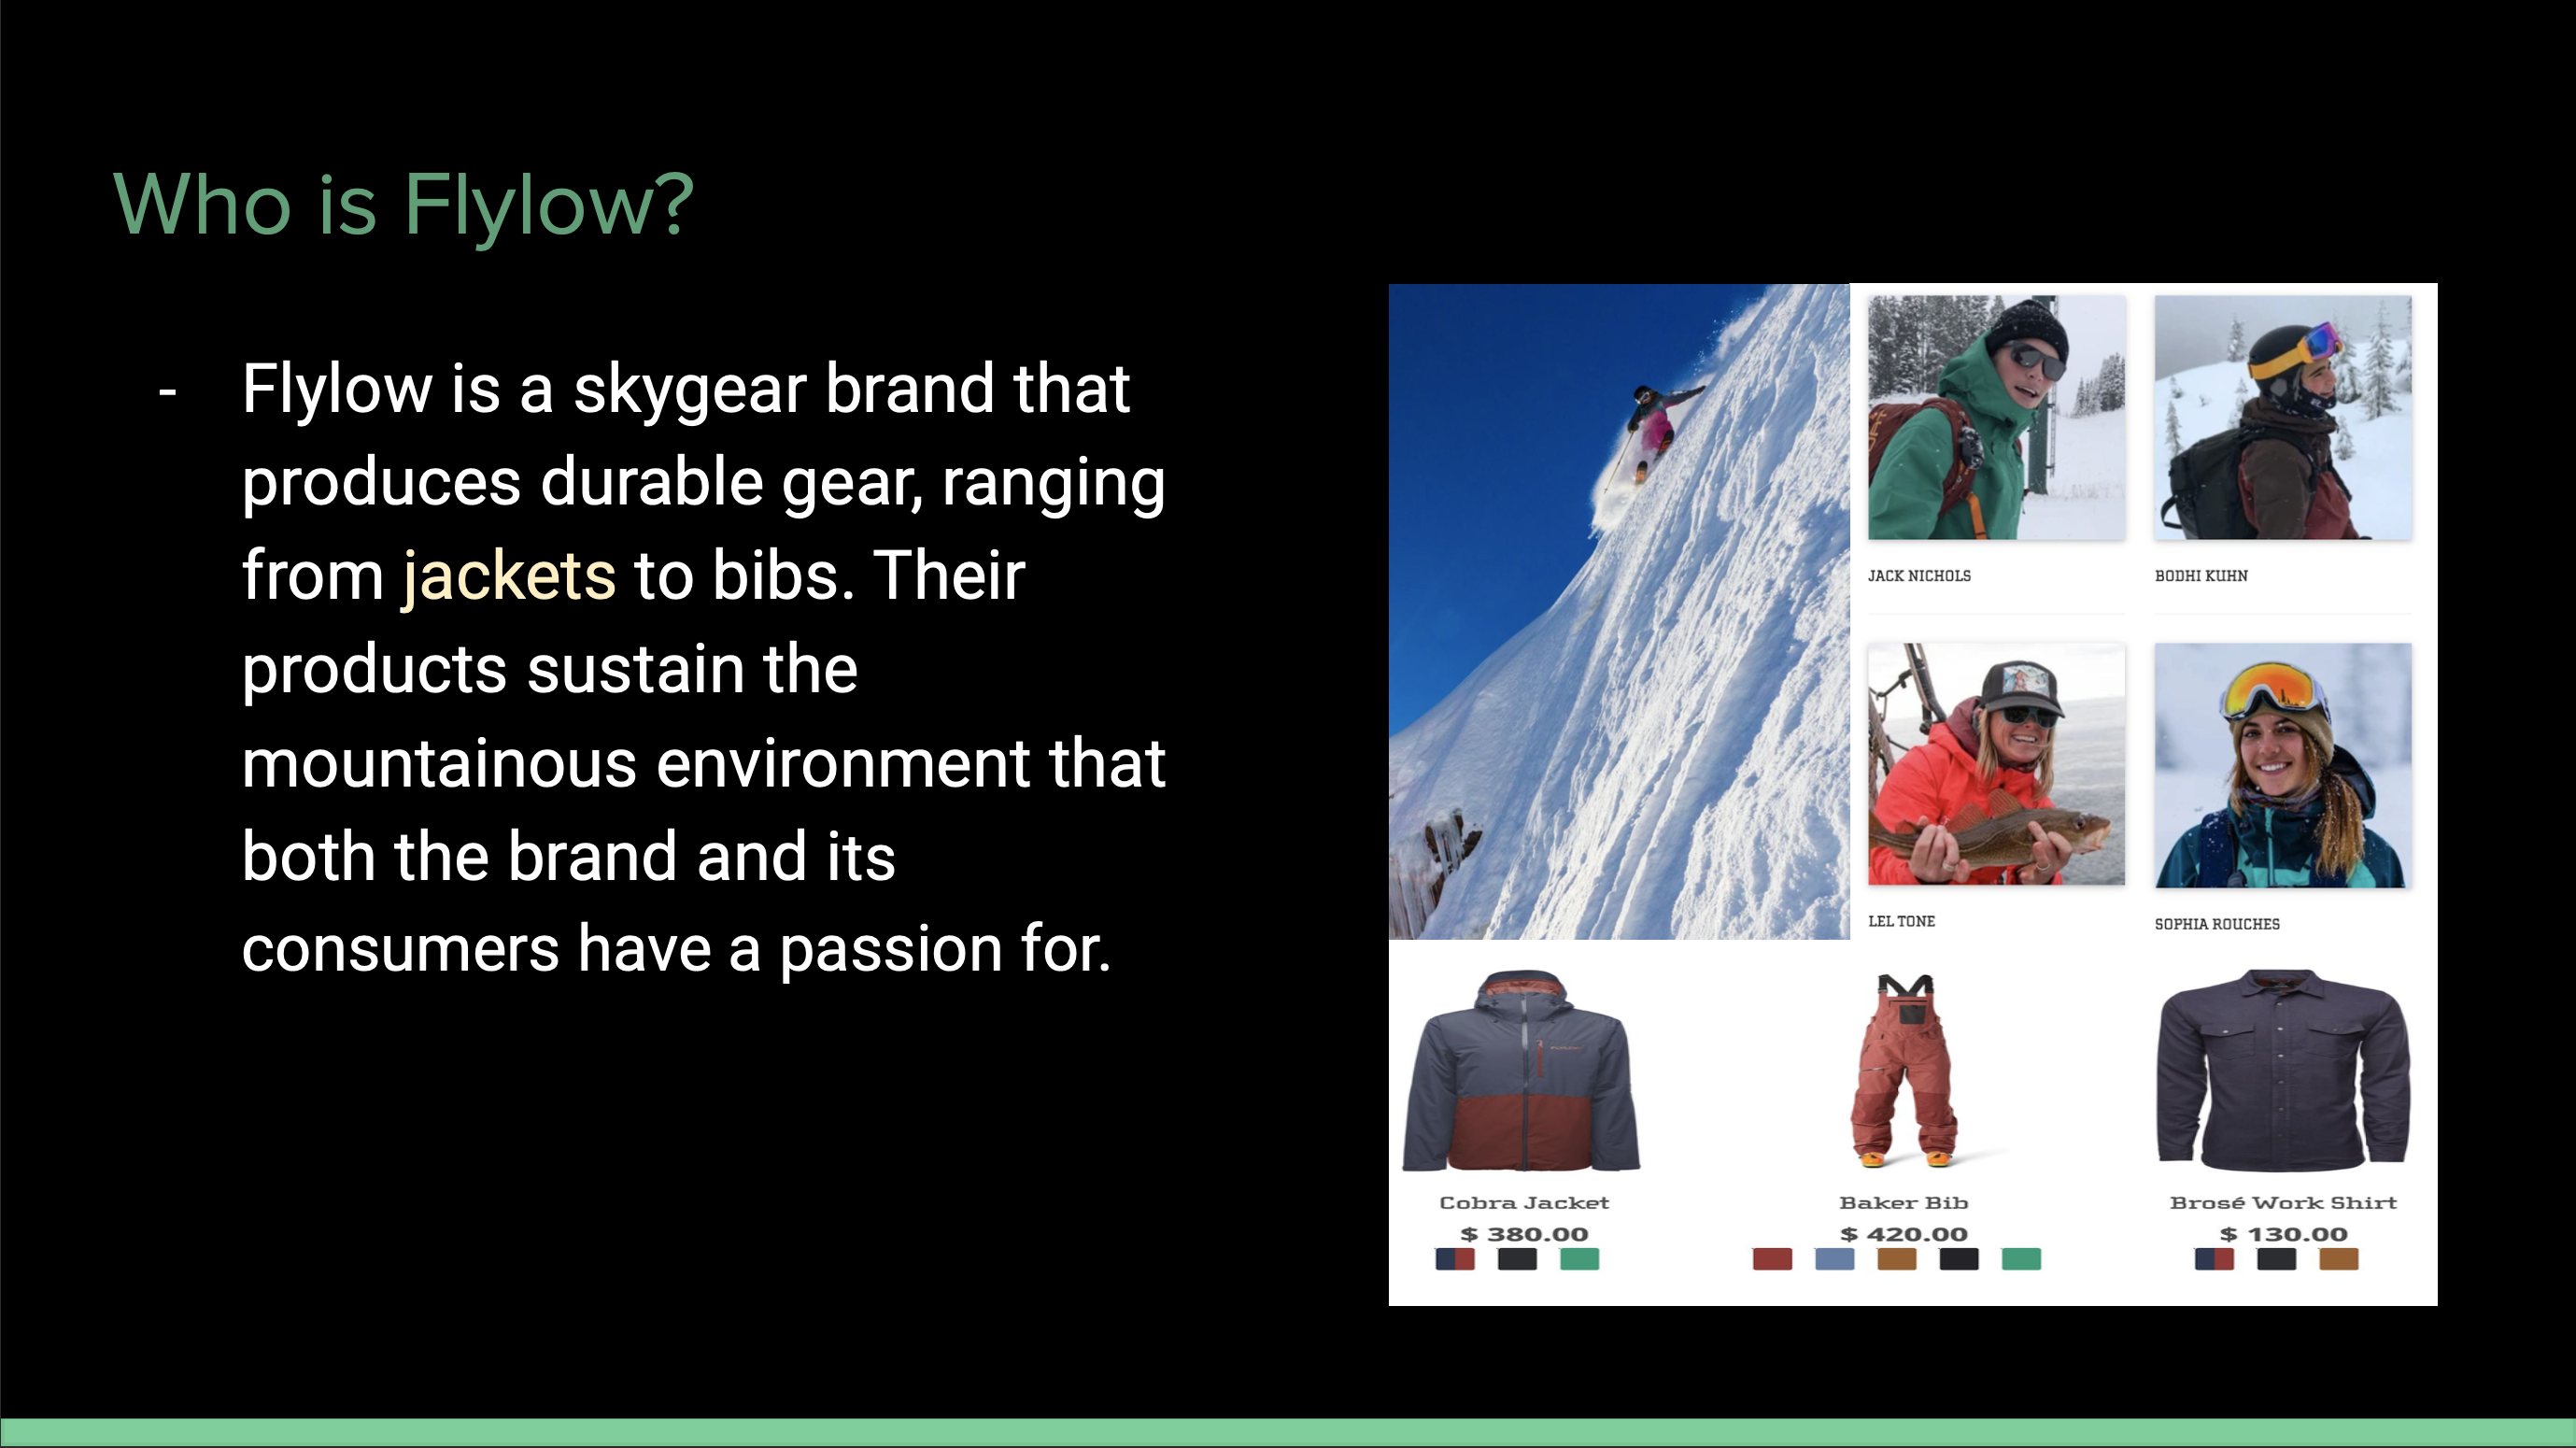 Who is Flylow?
- Flylow is a skygear brand that
produces durable gear, ranging
from jackets to bibs. Their
products sustain the
mountainous environment that
both the brand and its
consumers have a passion for.
JACK NICHOLS
BODHI KUHN
LEL TONE
SOPHIA ROUCHES
Cobra Jacket
$ 380.00
Baker Bib
$ 420.00
Brosé Work Shirt
$ 130.00